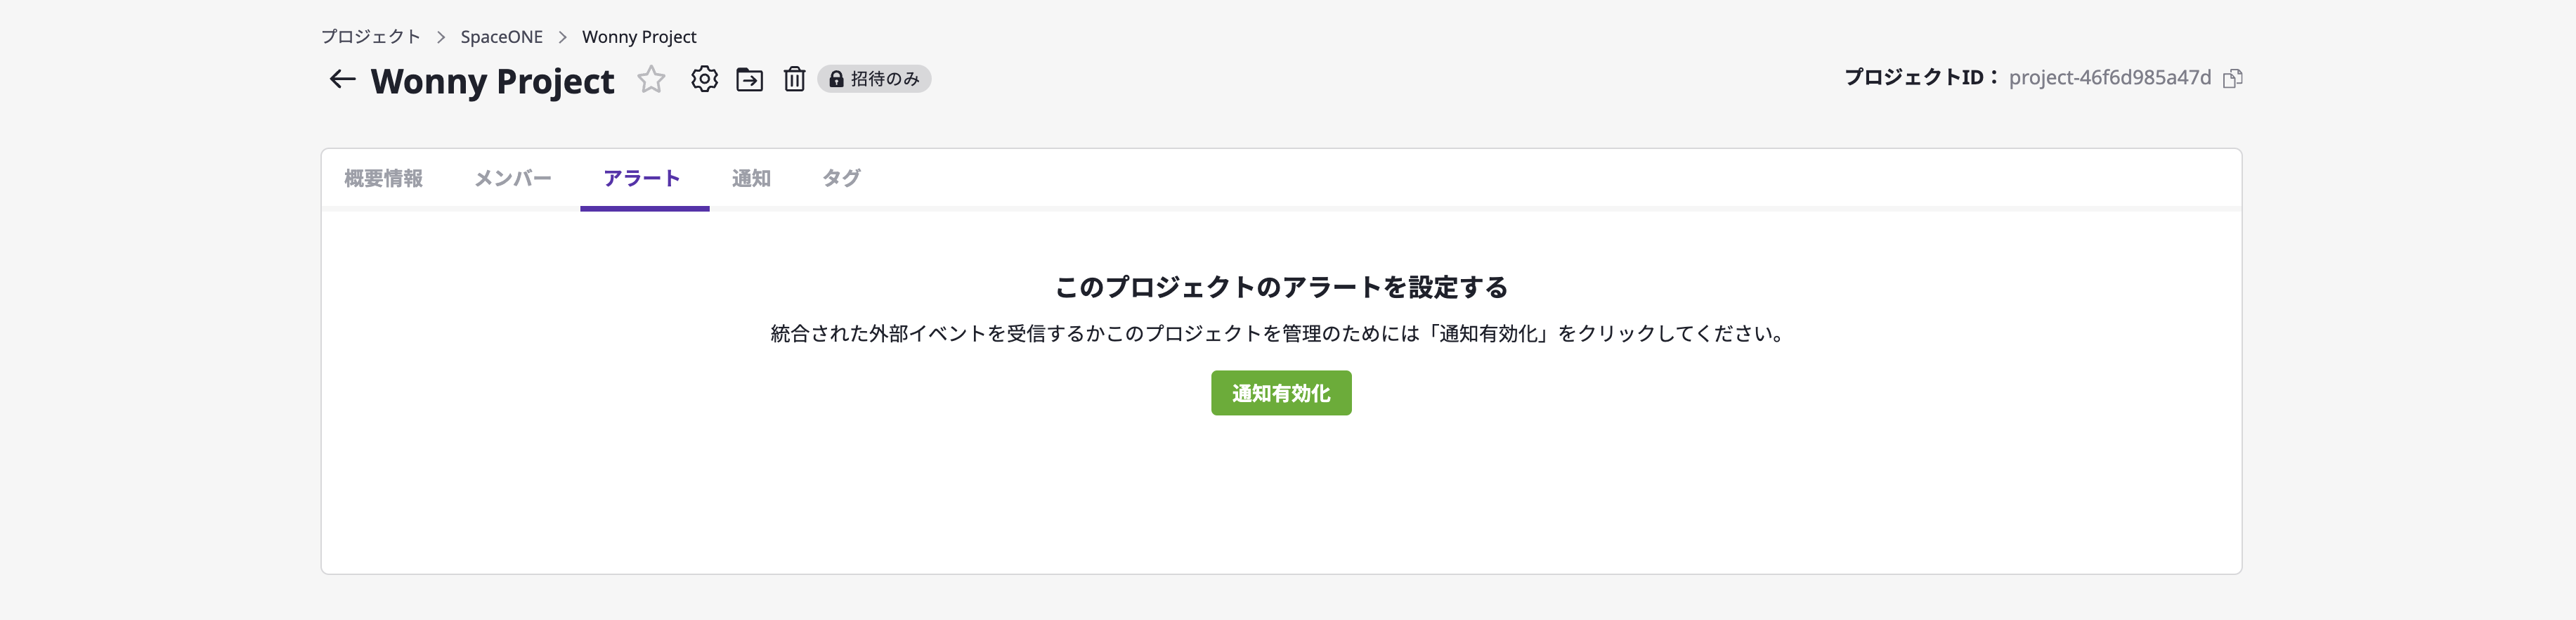 プロジェクト > SpaceONE > Wonny Project
Wonny Project 招待のみ
プロジェクトID： project-46f6d985a47d
概要情報 メンバー アラート 通知 タグ
このプロジェクトのアラートを設定する
統合された外部イベントを受信するかこのプロジェクトを管理のためには「通知有効化」をクリックしてください。
通知有効化